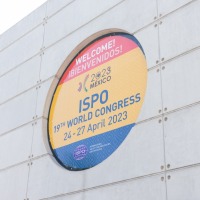 WELCOME!
¡BIENVENIDOS!
2023
MEXICO
ISPO
19TH WORLD CONGRESS
24 - 27 April 2023